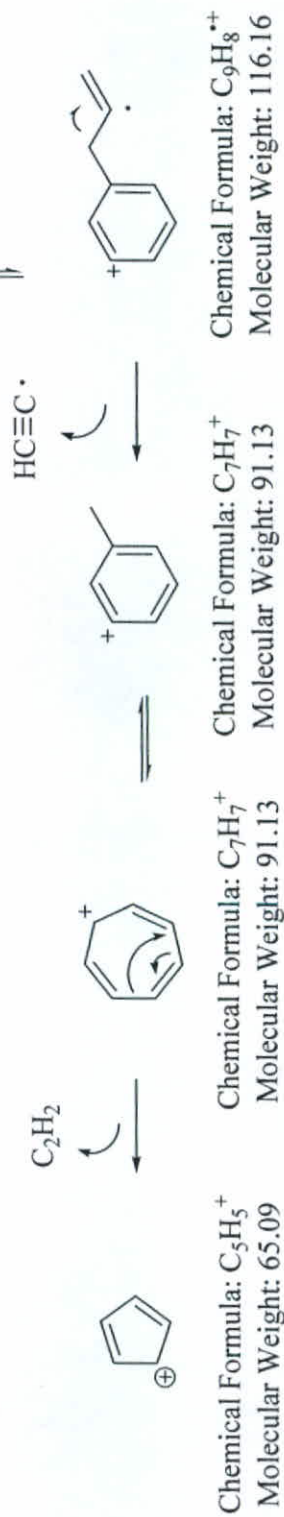 HC≡C •
C₂H₂
+
•
+
+
⊕
Chemical Formula: C₉H₈•⁺
Molecular Weight: 116.16
Chemical Formula: C₇H₇⁺
Molecular Weight: 91.13
Chemical Formula: C₇H₇⁺
Molecular Weight: 91.13
Chemical Formula: C₅H₅⁺
Molecular Weight: 65.09